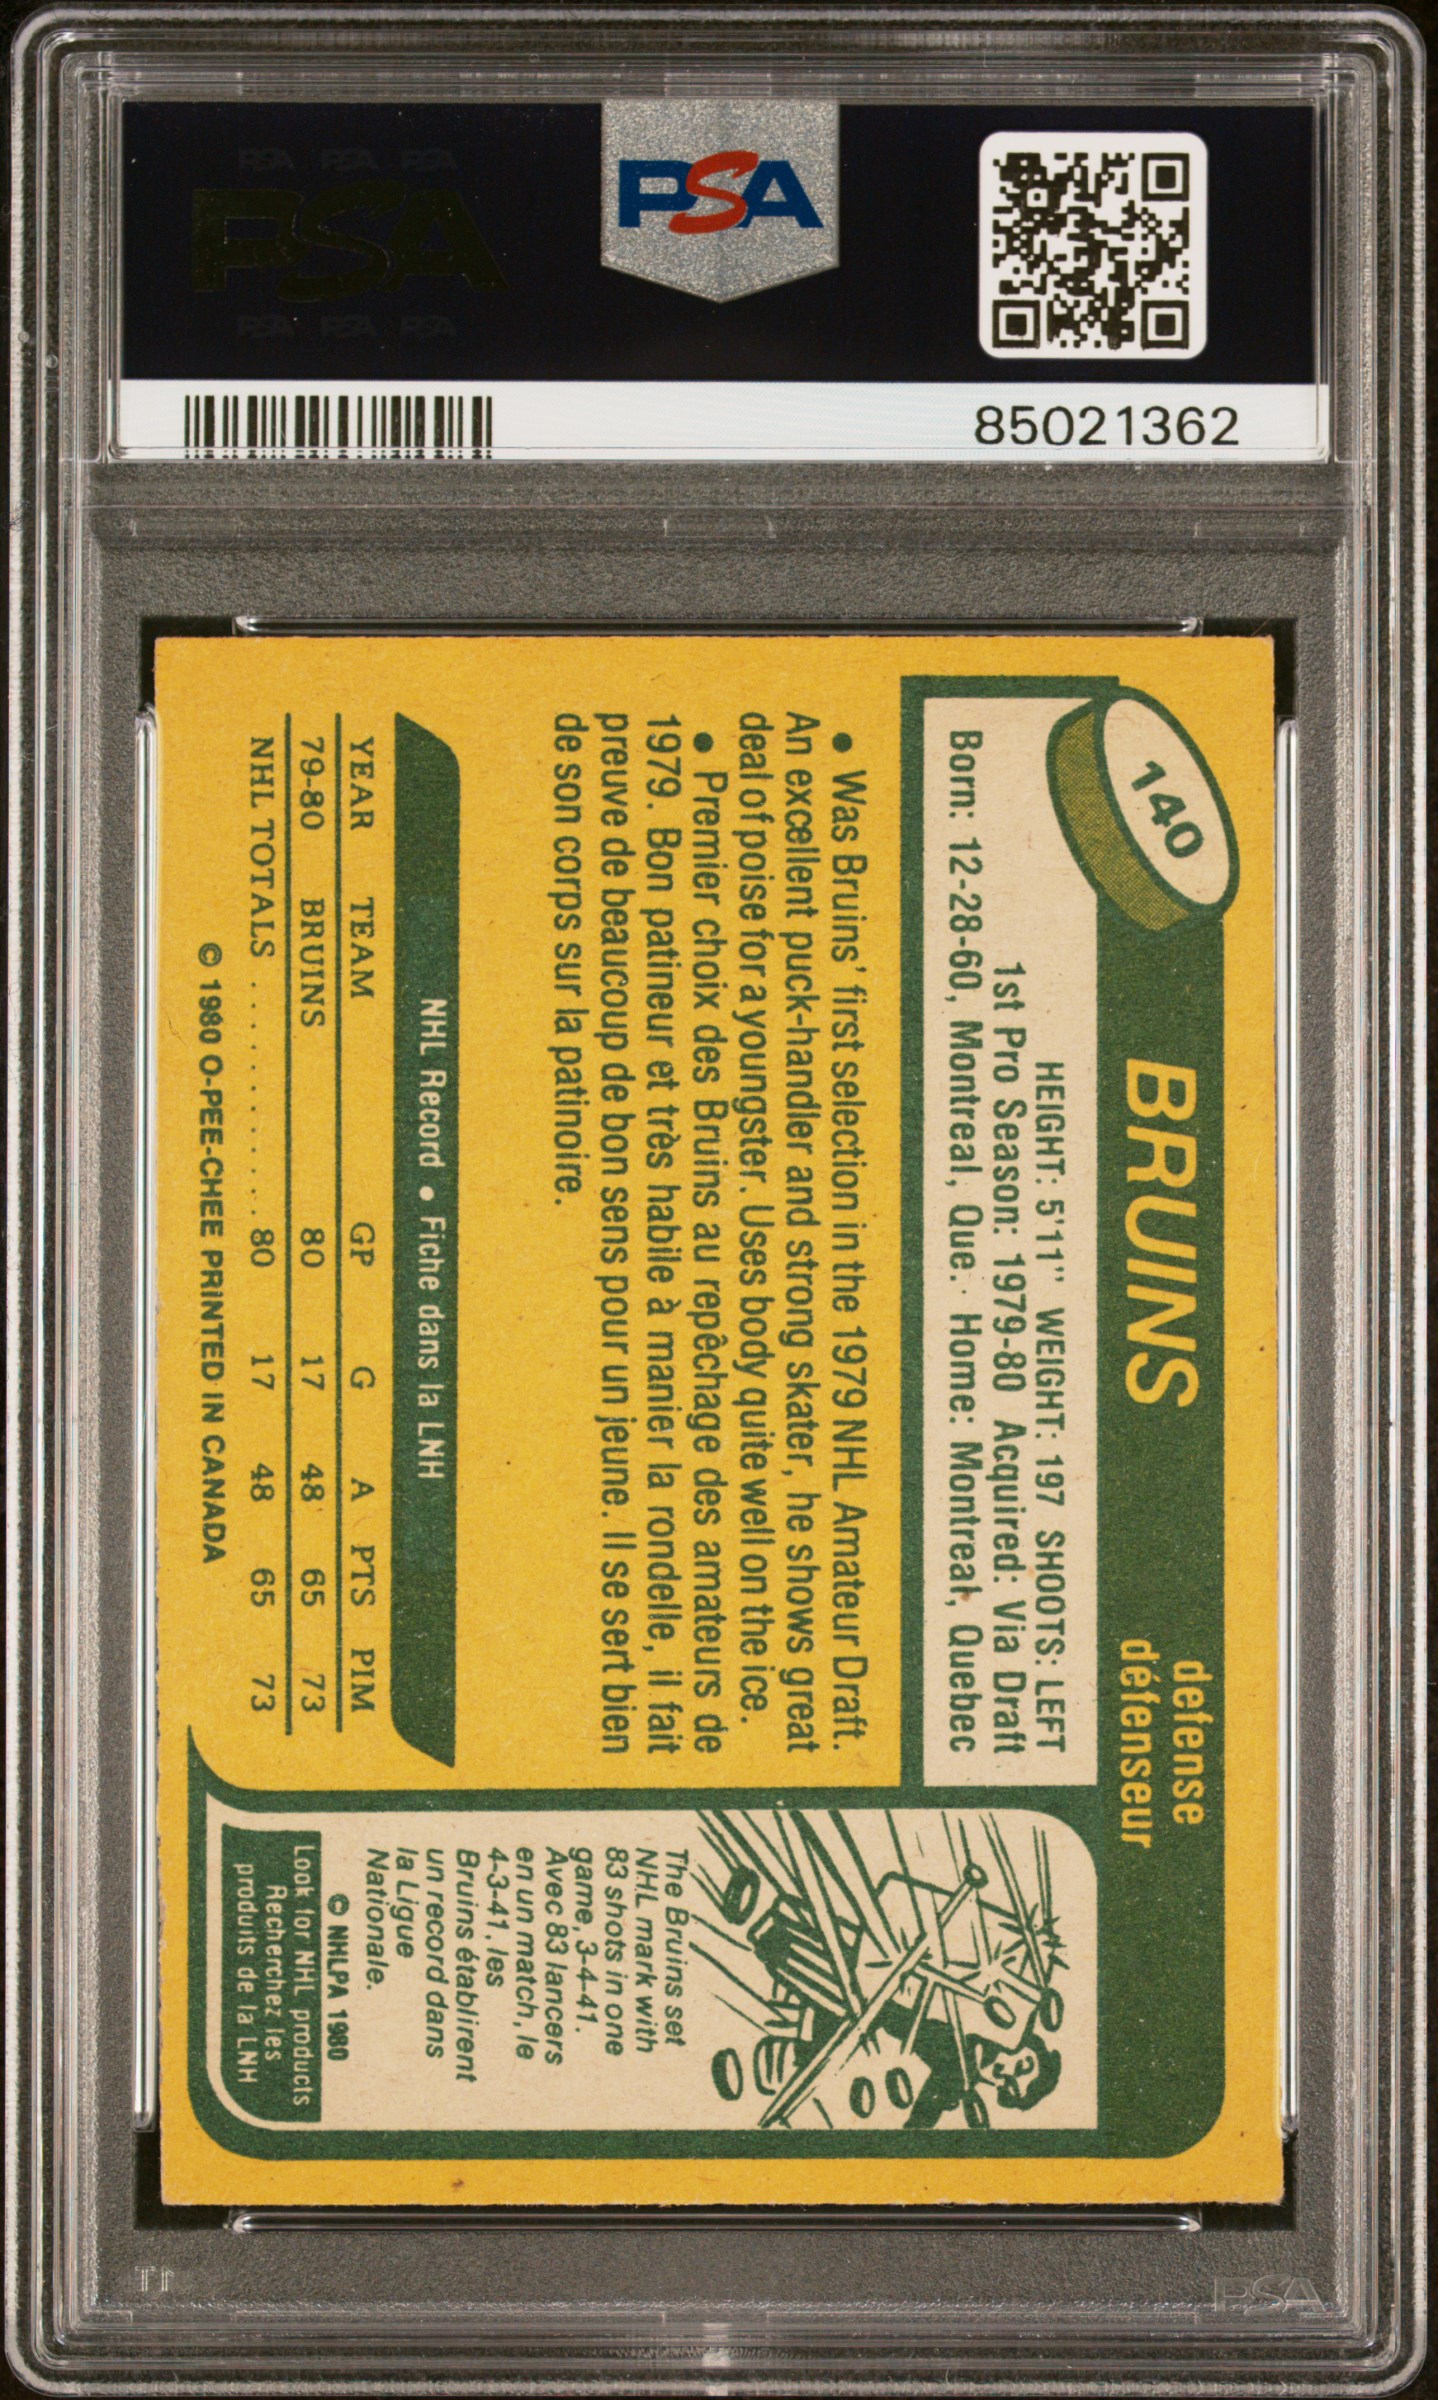 PSA PSA PSA
PSA
PSA PSA PSA
PSA
85021362
140
BRUINS
defense
défenseur
HEIGHT: 5'11" WEIGHT: 197 SHOOTS: LEFT
1st Pro Season: 1979-80 Acquired: Via Draft
Born: 12-28-60, Montreal, Que. Home: Montreal, Quebec
• Was Bruins' first selection in the 1979 NHL Amateur Draft.
An excellent puck-handler and strong skater, he shows great
deal of poise for a youngster. Uses body quite well on the ice.
• Premier choix des Bruins au repêchage des amateurs de
1979. Bon patineur et très habile à manier la rondelle, il fait
preuve de beaucoup de bon sens pour un jeune. Il se sert bien
de son corps sur la patinoire.
NHL Record • Fiche dans la LNH
YEAR TEAM GP G A PTS PIM
79-80 BRUINS 80 17 48 65 73
NHL TOTALS . . . . . . . . . . . . 80 17 48 65 73
© 1980 O-PEE-CHEE PRINTED IN CANADA
The Bruins set
NHL mark with
83 shots in one
game, 3-4-41.
Avec 83 lancers
en un match, le
4-3-41, les
Bruins établirent
un record dans
la Ligue
Nationale.
© NHLPA 1980
Look for NHL products
Recherchez les
produits de la LNH
PSA